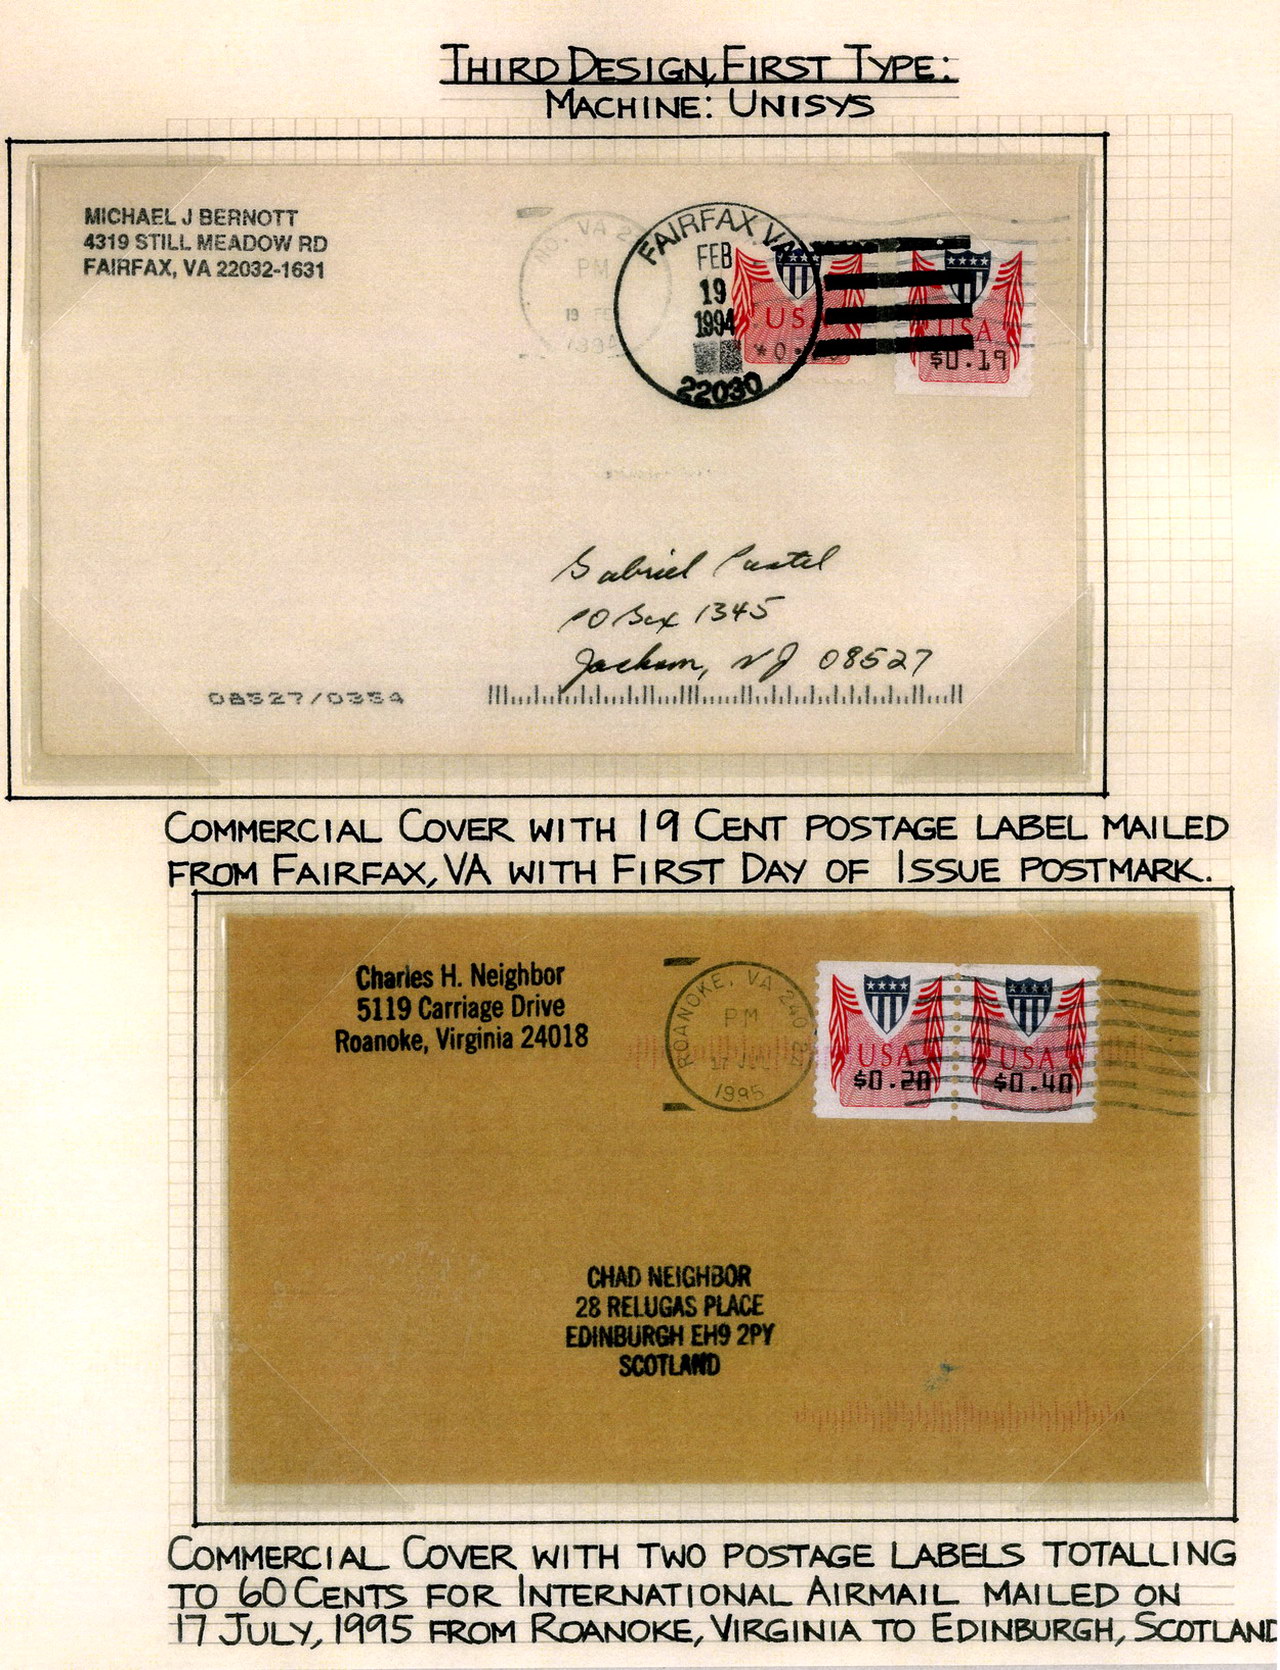 THIRD DESIGN, FIRST TYPE:
MACHINE: UNISYS
MICHAEL J BERNOTT
4319 STILL MEADOW RD
FAIRFAX, VA 22032-1631
NO. VA
PM
19
1994
FAIRFAX VA
FEB
19
1994
22030
USA
$0.19
Gabriel
PO Box 1345
Jackson, NJ 08527
08527/0354
COMMERCIAL COVER WITH 19 CENT POSTAGE LABEL MAILED
FROM FAIRFAX, VA WITH FIRST DAY OF ISSUE POSTMARK.
Charles H. Neighbor
5119 Carriage Drive
Roanoke, Virginia 24018
ROANOKE, VA
PM
1995
USA
$0.20
USA
$0.40
CHAD NEIGHBOR
28 RELUGAS PLACE
EDINBURGH EH9 2PY
SCOTLAND
COMMERCIAL COVER WITH TWO POSTAGE LABELS TOTALLING
TO 60 CENTS FOR INTERNATIONAL AIRMAIL MAILED ON
17 JULY, 1995 FROM ROANOKE, VIRGINIA TO EDINBURGH, SCOTLAND